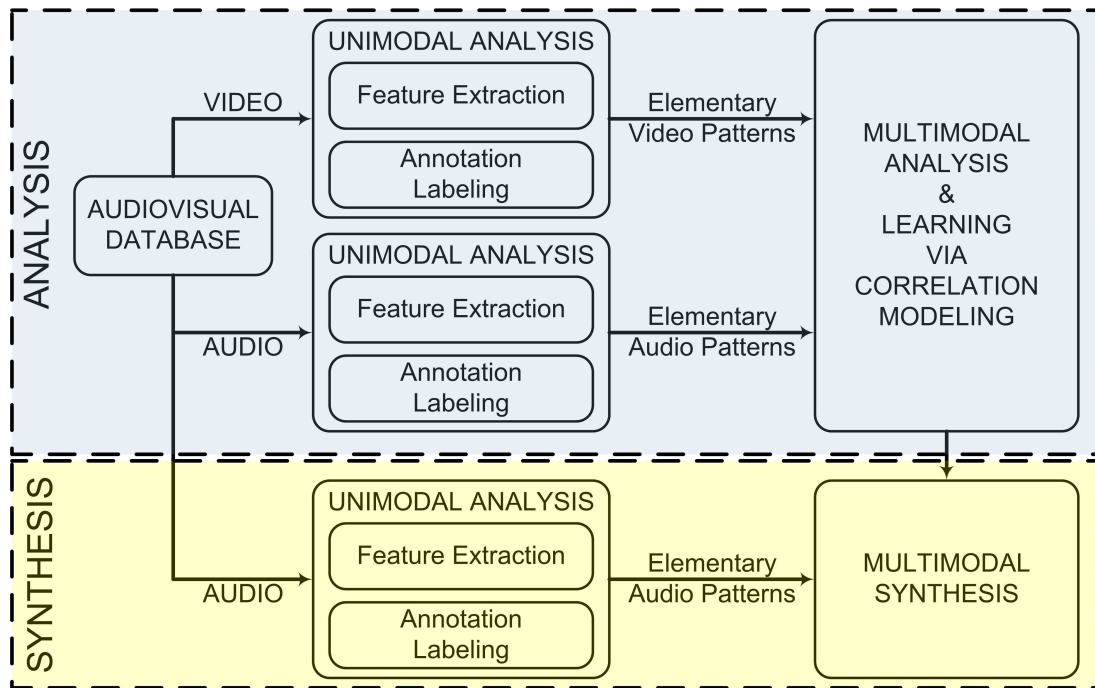 ANALYSIS
AUDIOVISUAL
DATABASE
VIDEO
UNIMODAL ANALYSIS
Feature Extraction
Annotation
Labeling
Elementary
Video Patterns
AUDIO
UNIMODAL ANALYSIS
Feature Extraction
Annotation
Labeling
Elementary
Audio Patterns
MULTIMODAL
ANALYSIS
&
LEARNING
VIA
CORRELATION
MODELING
SYNTHESIS
AUDIO
UNIMODAL ANALYSIS
Feature Extraction
Annotation
Labeling
Elementary
Audio Patterns
MULTIMODAL
SYNTHESIS